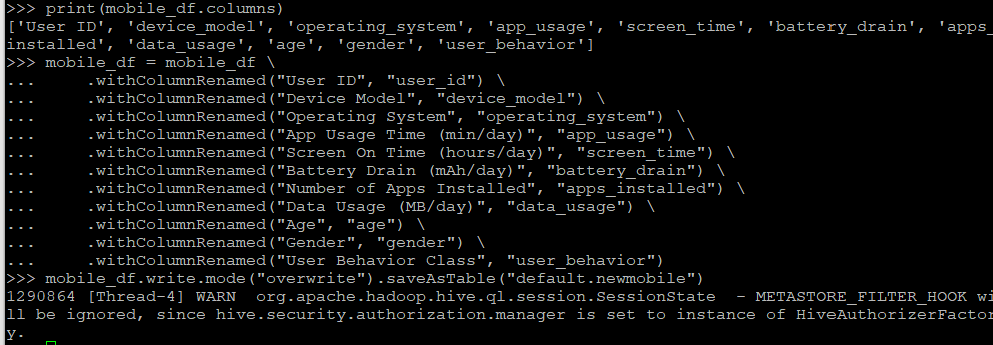 >>> print(mobile_df.columns)
['User ID', 'device_model', 'operating_system', 'app_usage', 'screen_time', 'battery_drain', 'apps_
installed', 'data_usage', 'age', 'gender', 'user_behavior']
>>> mobile_df = mobile_df \
...     .withColumnRenamed("User ID", "user_id") \
...     .withColumnRenamed("Device Model", "device_model") \
...     .withColumnRenamed("Operating System", "operating_system") \
...     .withColumnRenamed("App Usage Time (min/day)", "app_usage") \
...     .withColumnRenamed("Screen On Time (hours/day)", "screen_time") \
...     .withColumnRenamed("Battery Drain (mAh/day)", "battery_drain") \
...     .withColumnRenamed("Number of Apps Installed", "apps_installed") \
...     .withColumnRenamed("Data Usage (MB/day)", "data_usage") \
...     .withColumnRenamed("Age", "age") \
...     .withColumnRenamed("Gender", "gender") \
...     .withColumnRenamed("User Behavior Class", "user_behavior")
>>> mobile_df.write.mode("overwrite").saveAsTable("default.newmobile")
1290864 [Thread-4] WARN  org.apache.hadoop.hive.ql.session.SessionState  - METASTORE_FILTER_HOOK wi
ll be ignored, since hive.security.authorization.manager is set to instance of HiveAuthorizerFactor
y.